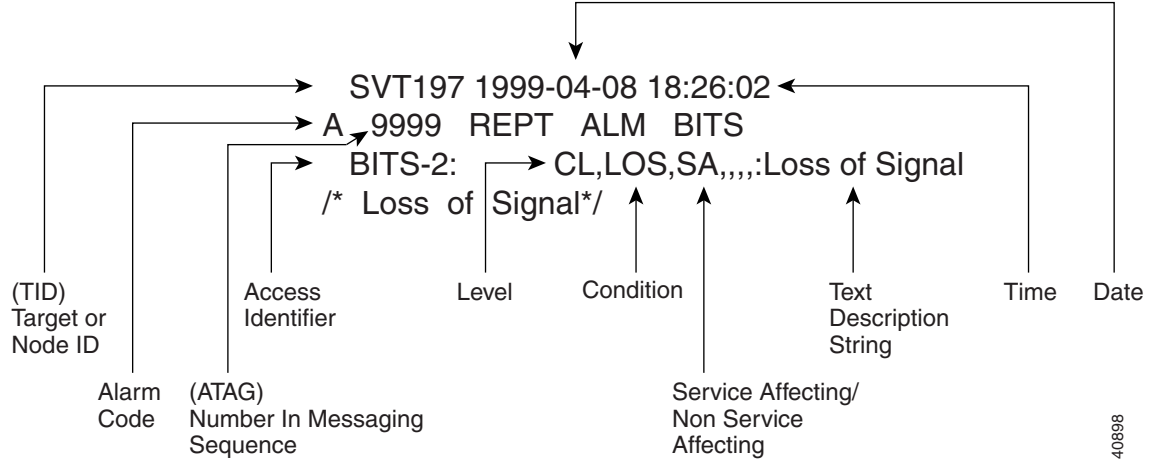 SVT197 1999-04-08 18:26:02
A 9999 REPT ALM BITS
BITS-2: CL,LOS,SA,,,,:Loss of Signal
/* Loss of Signal*/
(TID)
Target or
Node ID
Access
Identifier
Level
Condition
Text
Description
String
Time
Date
Alarm
Code
(ATAG)
Number In Messaging
Sequence
Service Affecting/
Non Service
Affecting
40898